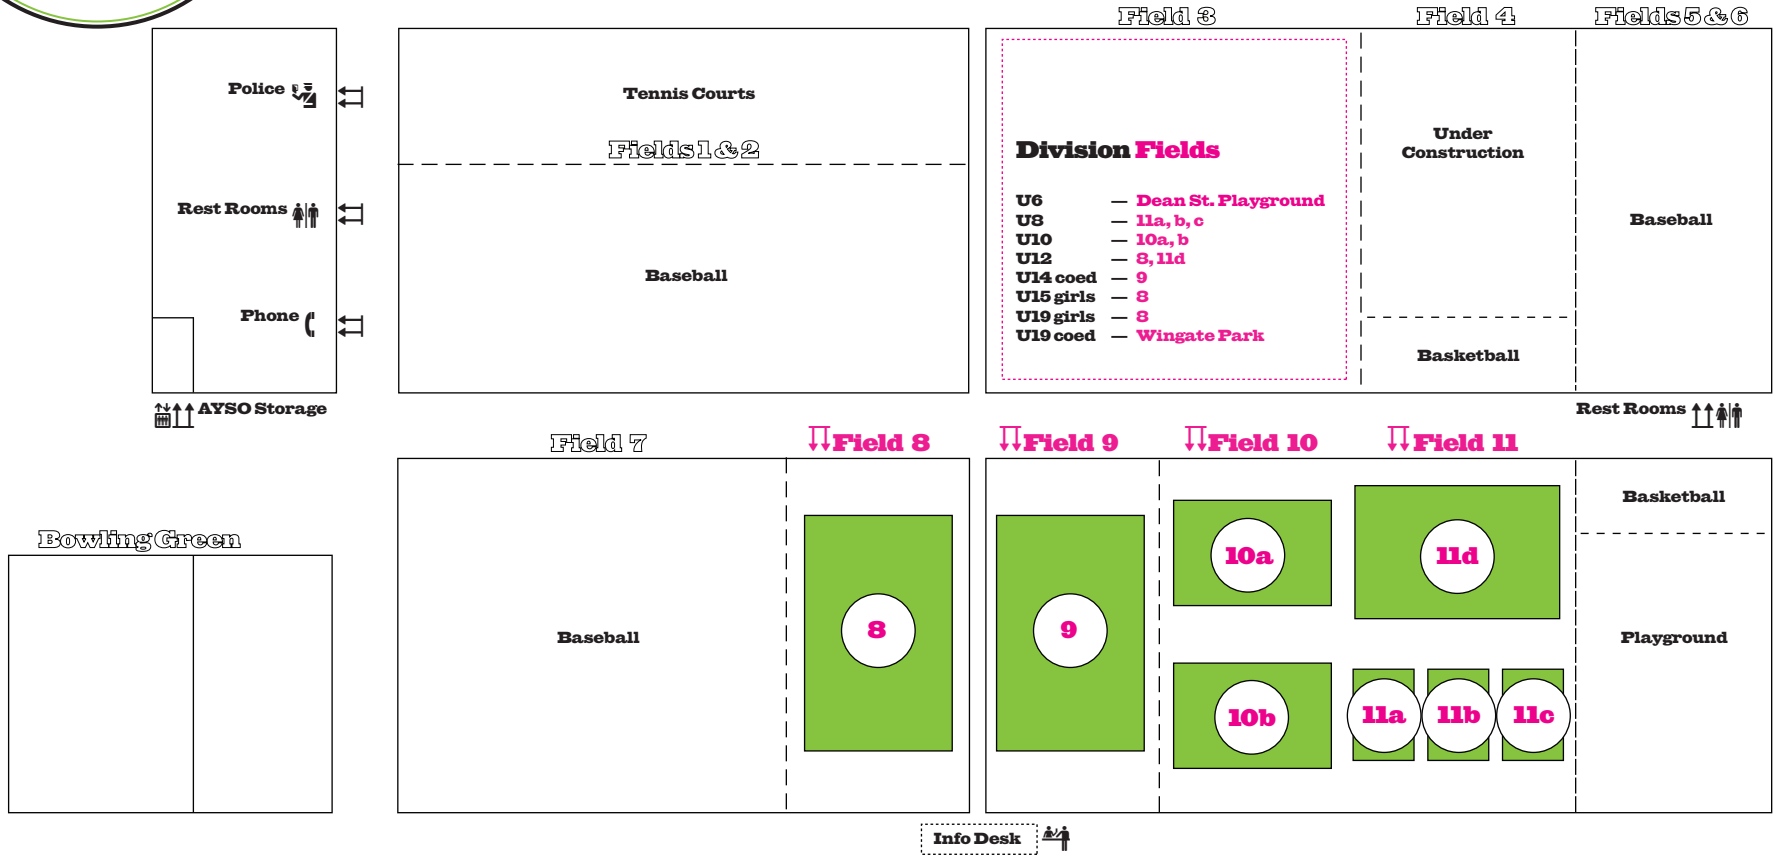 Field 3
Field 4
Fields 5 & 6
Police
Rest Rooms
Phone
AYSO Storage
Tennis Courts
Fields 1 & 2
Baseball
Division Fields
U6 — Dean St. Playground
U8 — 11a, b, c
U10 — 10a, b
U12 — 8, 11d
U14 coed — 9
U15 girls — 8
U19 girls — 8
U19 coed — Wingate Park
Under
Construction
Basketball
Baseball
Rest Rooms
Field 7
Field 8
Field 9
Field 10
Field 11
Bowling Green
Baseball
8
9
10a
10b
11d
11a
11b
11c
Basketball
Playground
Info Desk